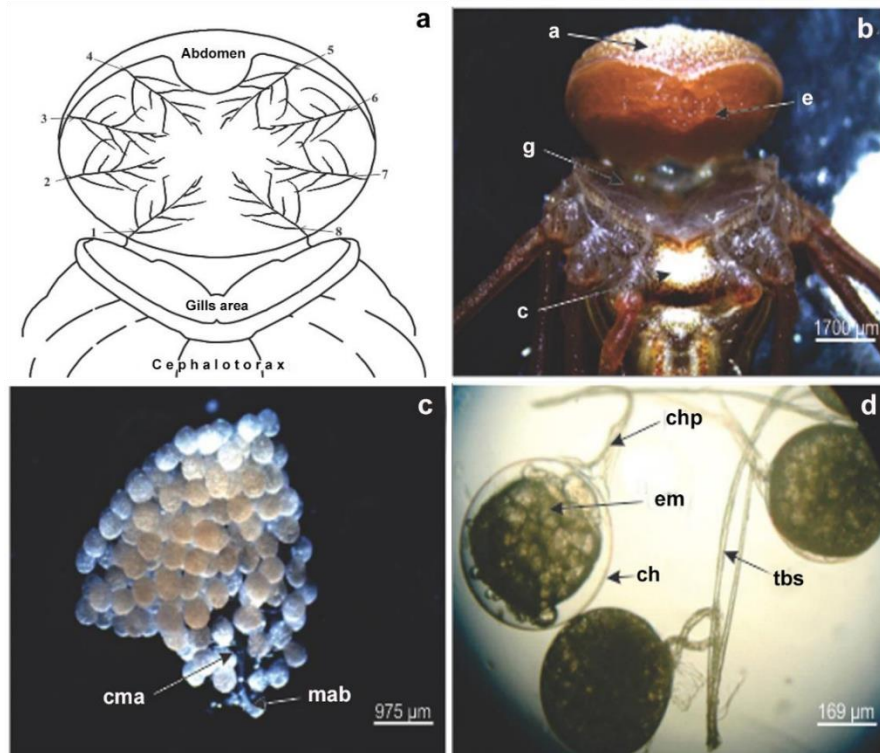 a
Abdomen
4
5
3
6
2
7
1
8
Gills area
Cephalotorax
b
a
e
g
c
1700 µm
c
cma
mab
975 µm
d
chp
em
ch
tbs
169 µm